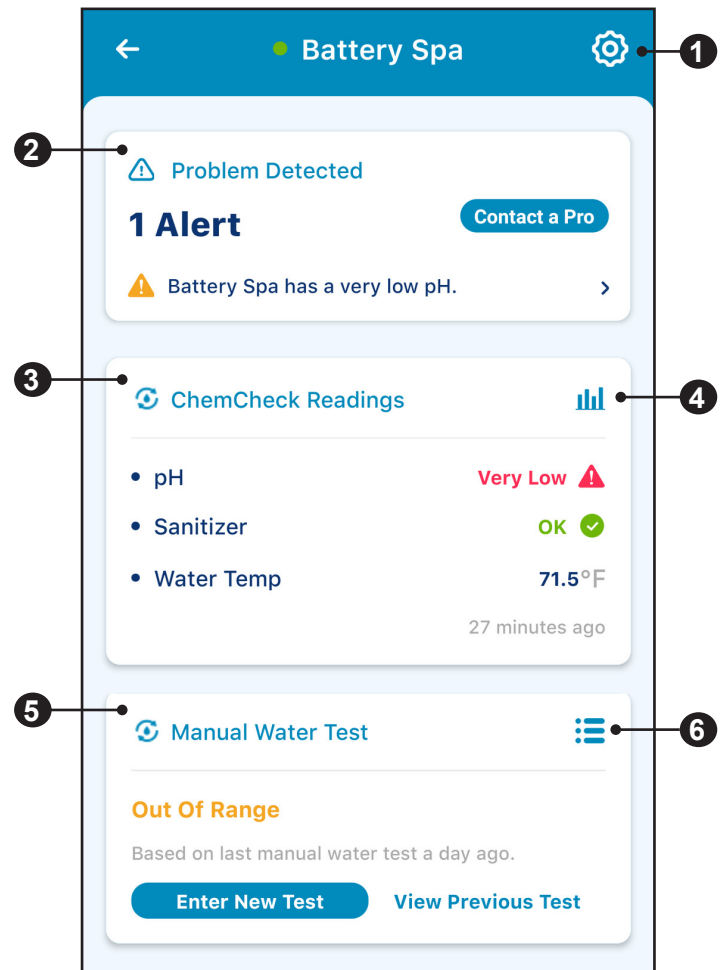 Battery Spa
1
2
Problem Detected
1 Alert
Contact a Pro
Battery Spa has a very low pH.
3
ChemCheck Readings
4
pH Very Low
Sanitizer OK
Water Temp 71.5°F
27 minutes ago
5
Manual Water Test
6
Out Of Range
Based on last manual water test a day ago.
Enter New Test View Previous Test